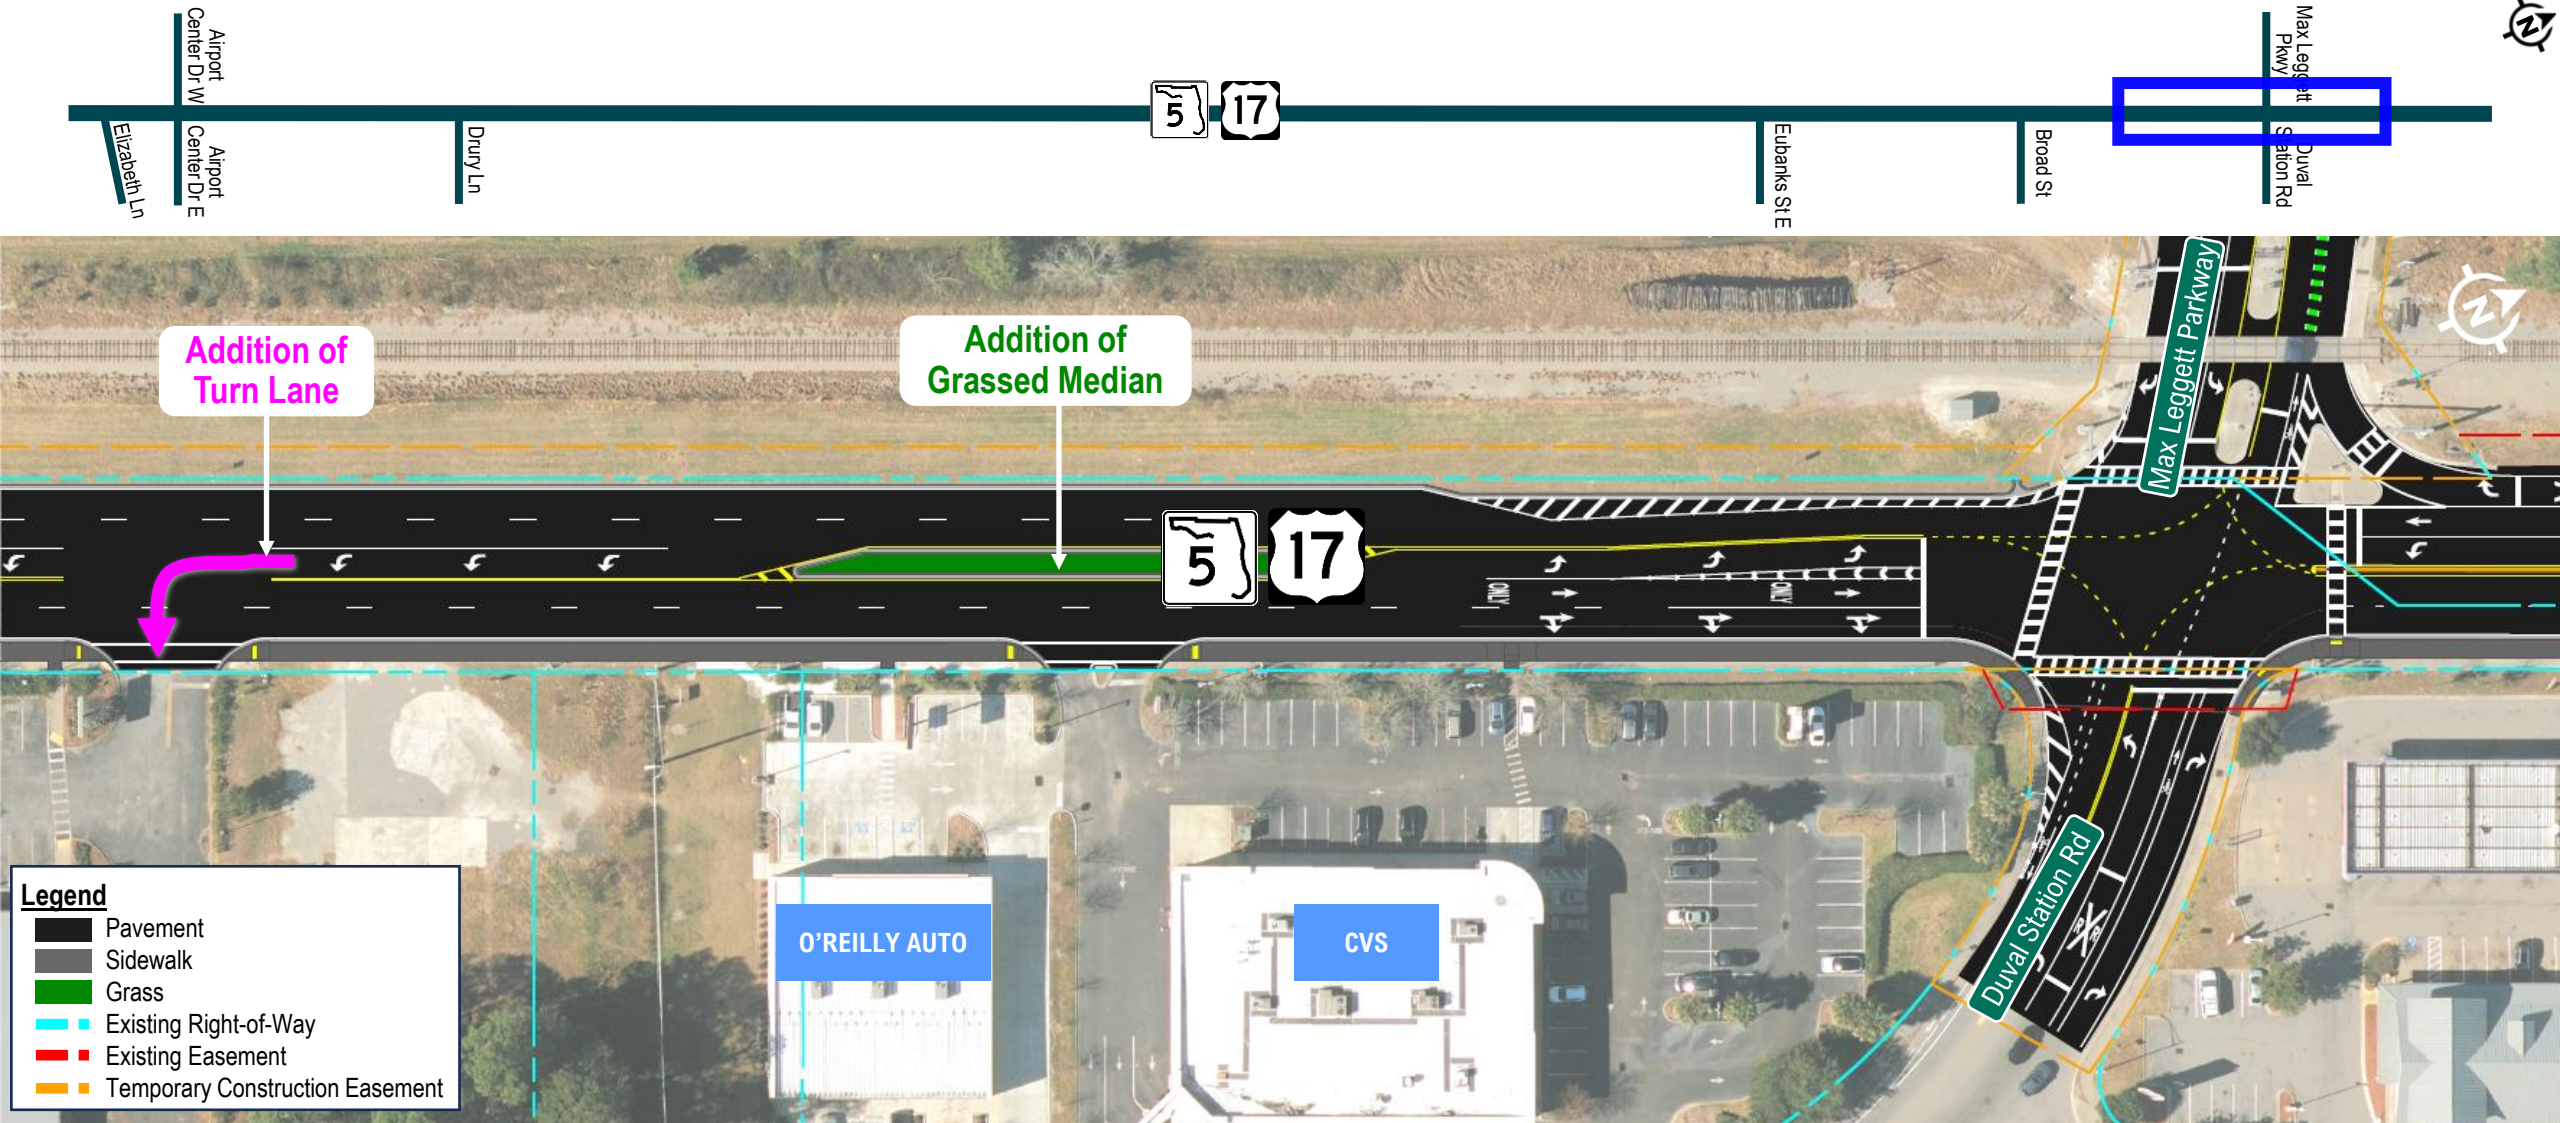 Airport
Center Dr W
Max Leggett
Pkwy
N
5
17
Elizabeth Ln
Airport
Center Dr E
Drury Ln
Eubanks St E
Broad St
Duval
Station Rd
Addition of
Turn Lane
Addition of
Grassed Median
Max Leggett Parkway
N
5
17
ONLY
ONLY
O'REILLY AUTO
CVS
Duval Station Rd
R R
Legend
Pavement
Sidewalk
Grass
Existing Right-of-Way
Existing Easement
Temporary Construction Easement